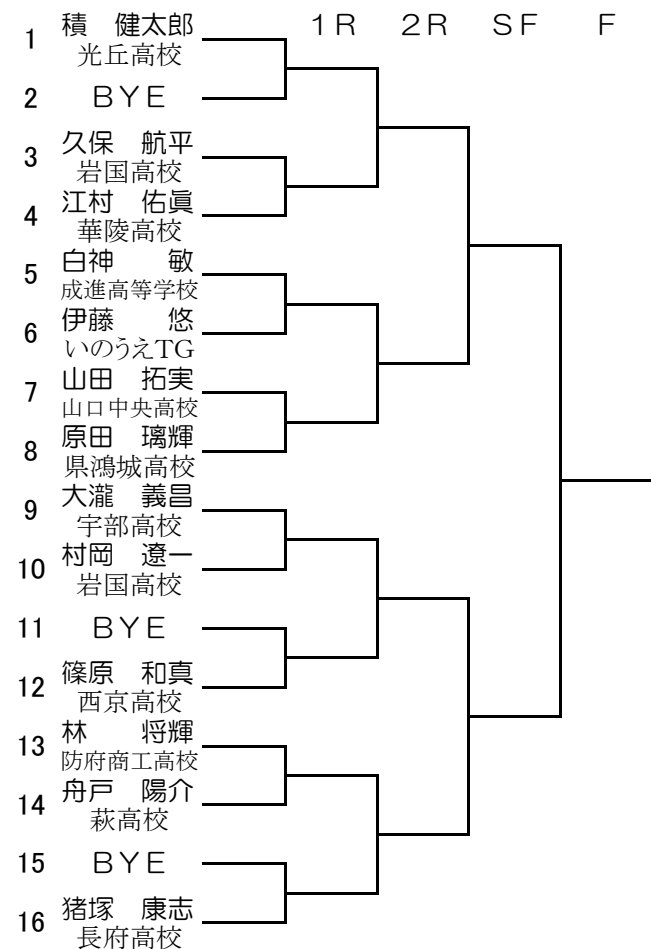 1R 2R SF F
1 積 健太郎
光丘高校
2 BYE
3 久保 航平
岩国高校
4 江村 佑眞
華陵高校
5 白神 敏
成進高等学校
6 伊藤 悠
いのうえTG
7 山田 拓実
山口中央高校
8 原田 璃輝
県鴻城高校
9 大瀧 義昌
宇部高校
10 村岡 遼一
岩国高校
11 BYE
12 篠原 和真
西京高校
13 林 将輝
防府商工高校
14 舟戸 陽介
萩高校
15 BYE
16 猪塚 康志
長府高校